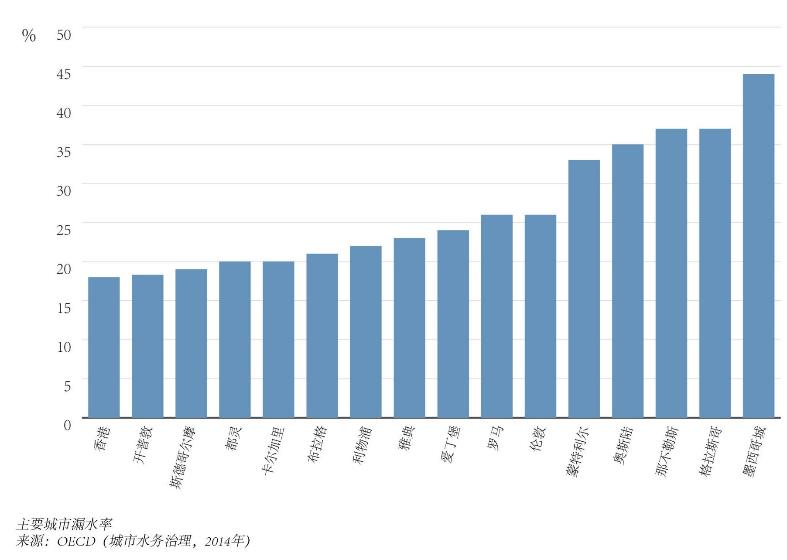 %
50
45
40
35
30
25
20
15
10
5
0
香港
开普敦
斯德哥尔摩
都灵
卡尔加里
布拉格
利物浦
雅典
爱丁堡
罗马
伦敦
蒙特利尔
奥斯陆
那不勒斯
格拉斯哥
墨西哥城
主要城市漏水率
来源：OECD（城市水务治理，2014年）